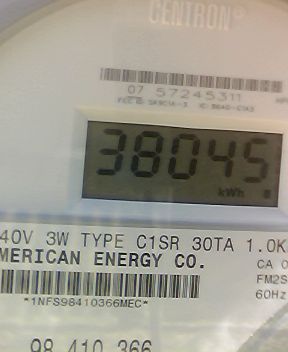 CENTRON®
07 57245311
38045
kWh
40V 3W TYPE C1SR 30TA 1.0K
MERICAN ENERGY CO.
CA 0
FM2S
*1NFS98410366MEC*
60Hz
98 410 366